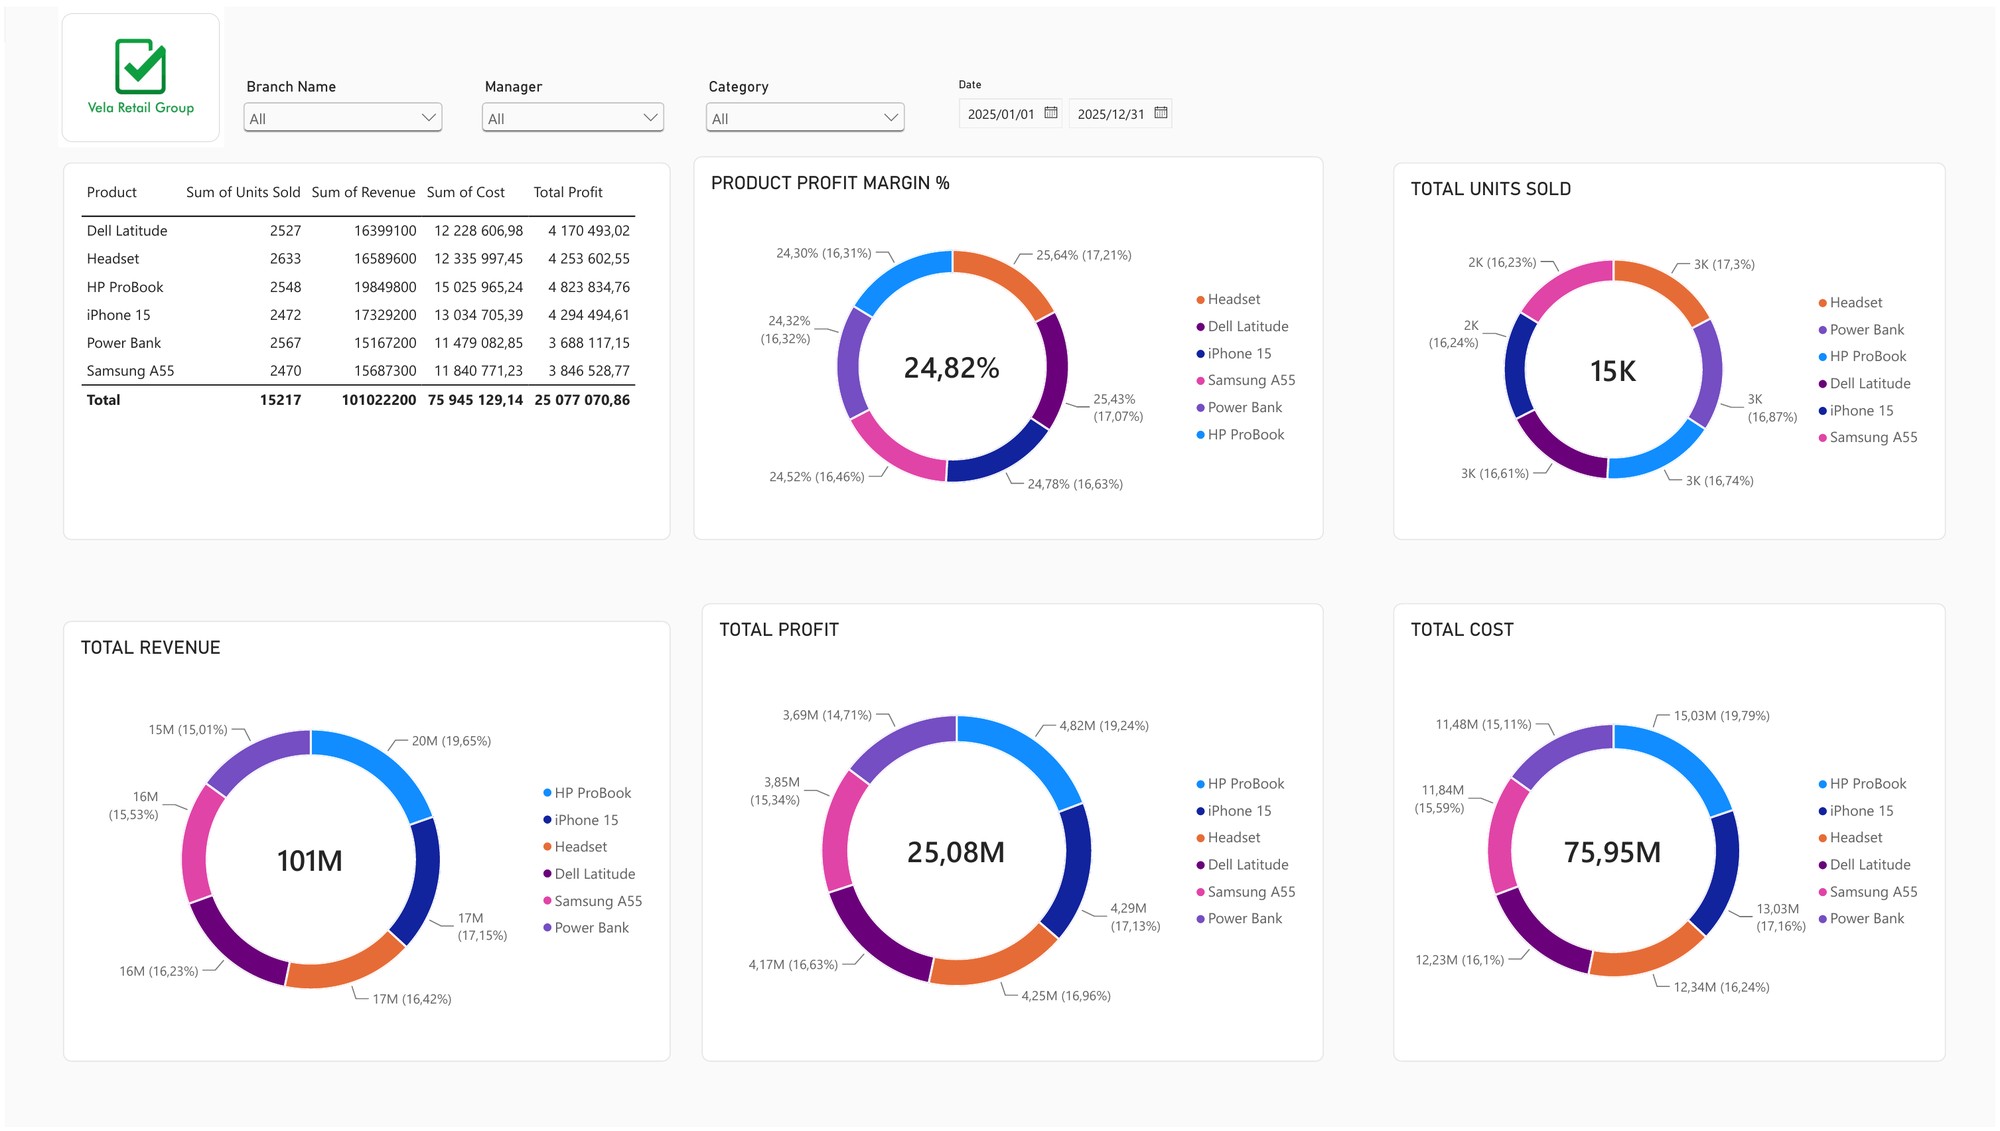 Vela Retail Group
Branch Name
All
Manager
All
Category
All
Date
2025/01/01
2025/12/31
Product Sum of Units Sold Sum of Revenue Sum of Cost Total Profit
Dell Latitude 2527 16399100 12 228 606,98 4 170 493,02
Headset 2633 16589600 12 335 997,45 4 253 602,55
HP ProBook 2548 19849800 15 025 965,24 4 823 834,76
iPhone 15 2472 17329200 13 034 705,39 4 294 494,61
Power Bank 2567 15167200 11 479 082,85 3 688 117,15
Samsung A55 2470 15687300 11 840 771,23 3 846 528,77
Total 15217 101022200 75 945 129,14 25 077 070,86
PRODUCT PROFIT MARGIN %
24,30% (16,31%)
25,64% (17,21%)
24,32%
(16,32%)
24,82%
25,43%
(17,07%)
24,52% (16,46%)
24,78% (16,63%)
Headset
Dell Latitude
iPhone 15
Samsung A55
Power Bank
HP ProBook
TOTAL UNITS SOLD
2K (16,23%)
3K (17,3%)
2K
(16,24%)
15K
3K
(16,87%)
3K (16,61%)
3K (16,74%)
Headset
Power Bank
HP ProBook
Dell Latitude
iPhone 15
Samsung A55
TOTAL REVENUE
15M (15,01%)
20M (19,65%)
16M
(15,53%)
101M
17M
(17,15%)
16M (16,23%)
17M (16,42%)
HP ProBook
iPhone 15
Headset
Dell Latitude
Samsung A55
Power Bank
TOTAL PROFIT
3,69M (14,71%)
4,82M (19,24%)
3,85M
(15,34%)
25,08M
4,29M
(17,13%)
4,17M (16,63%)
4,25M (16,96%)
HP ProBook
iPhone 15
Headset
Dell Latitude
Samsung A55
Power Bank
TOTAL COST
11,48M (15,11%)
15,03M (19,79%)
11,84M
(15,59%)
75,95M
13,03M
(17,16%)
12,23M (16,1%)
12,34M (16,24%)
HP ProBook
iPhone 15
Headset
Dell Latitude
Samsung A55
Power Bank